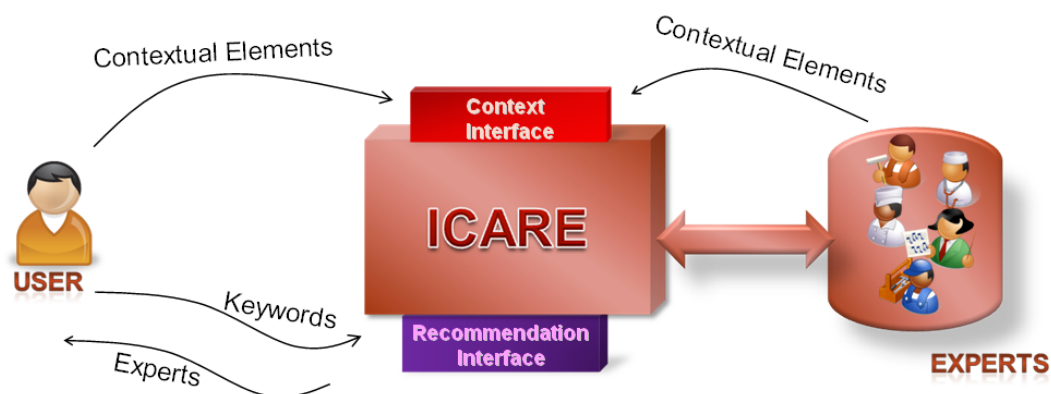 Contextual Elements
Contextual Elements
Context
Interface
ICARE
USER
Keywords
Recommendation
Interface
Experts
EXPERTS